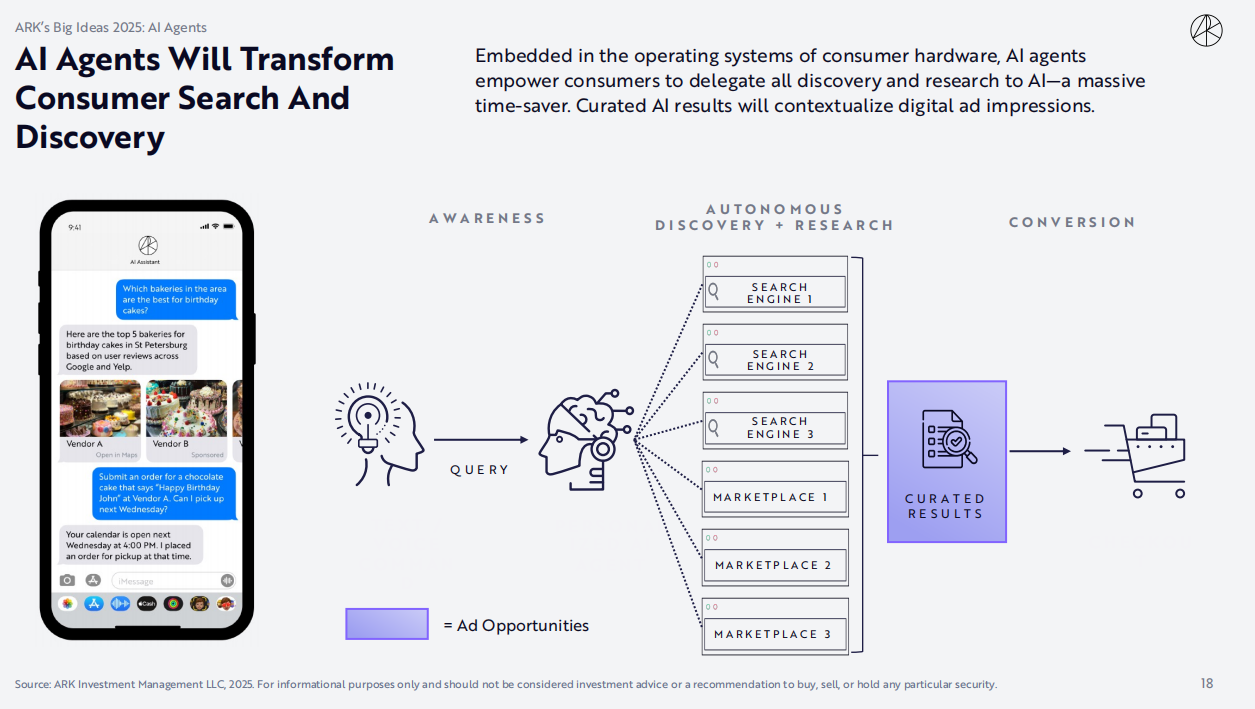 ARK's Big Ideas 2025: AI Agents
AI Agents Will Transform
Consumer Search And
Discovery
Embedded in the operating systems of consumer hardware, AI agents
empower consumers to delegate all discovery and research to AI—a massive
time-saver. Curated AI results will contextualize digital ad impressions.
9:41
AI Assistant
Which bakeries in the area
are the best for birthday
cakes?
Here are the top 5 bakeries for
birthday cakes in St Petersburg
based on user reviews across
Google and Yelp.
Vendor A
Open in Maps
Vendor B
Sponsored
V
Submit an order for a chocolate
cake that says "Happy Birthday
John" at Vendor A. Can I pick up
next Wednesday?
Your calendar is open next
Wednesday at 4:00 PM. I placed
an order for pickup at that time.
iMessage
Cash
AWARENESS
QUERY
AUTONOMOUS
DISCOVERY + RESEARCH
SEARCH
ENGINE 1
SEARCH
ENGINE 2
SEARCH
ENGINE 3
MARKETPLACE 1
MARKETPLACE 2
MARKETPLACE 3
CONVERSION
CURATED
RESULTS
= Ad Opportunities
Source: ARK Investment Management LLC, 2025. For informational purposes only and should not be considered investment advice or a recommendation to buy, sell, or hold any particular security.
18